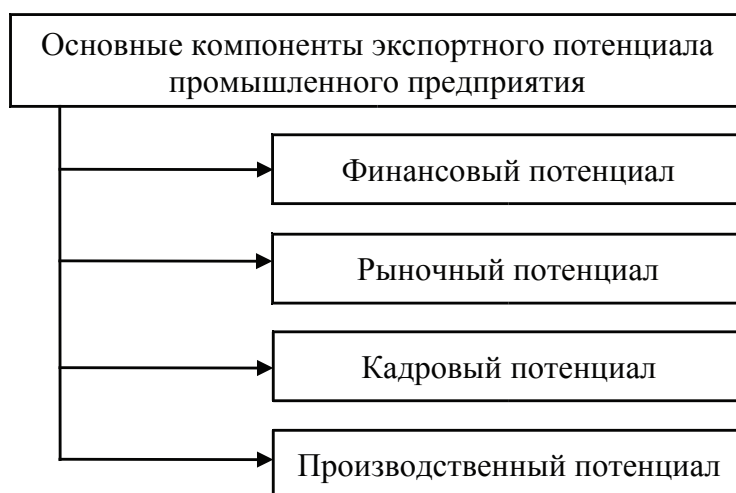 Основные компоненты экспортного потенциала
промышленного предприятия
Финансовый потенциал
Рыночный потенциал
Кадровый потенциал
Производственный потенциал